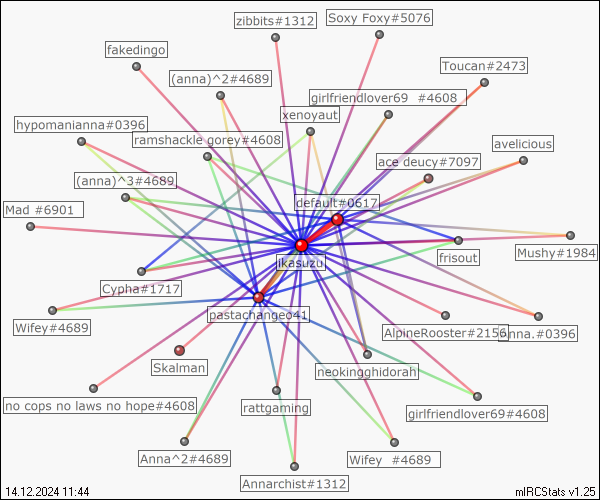 zibbits#1312
Soxy Foxy#5076
fakedingo
Toucan#2473
(anna)^2#4689
girlfriendlover69 #4608
xenoyaut
hypomanianna#0396
ramshackle gorey#4608
avelicious
ace deucy#7097
(anna)^3#4689
default#0617
Mad #6901
Mushy#1984
frisout
jkasuzu
Cypha#1717
pastachangeo41
Wifey#4689
AlpineRooster#2156
Anna.#0396
Skalman
neokingghidorah
no cops no laws no hope#4608
rattgaming
girlfriendlover69#4608
Anna^2#4689
Wifey #4689
Annarchist#1312
14.12.2024 11:44
mIRCStats v1.25